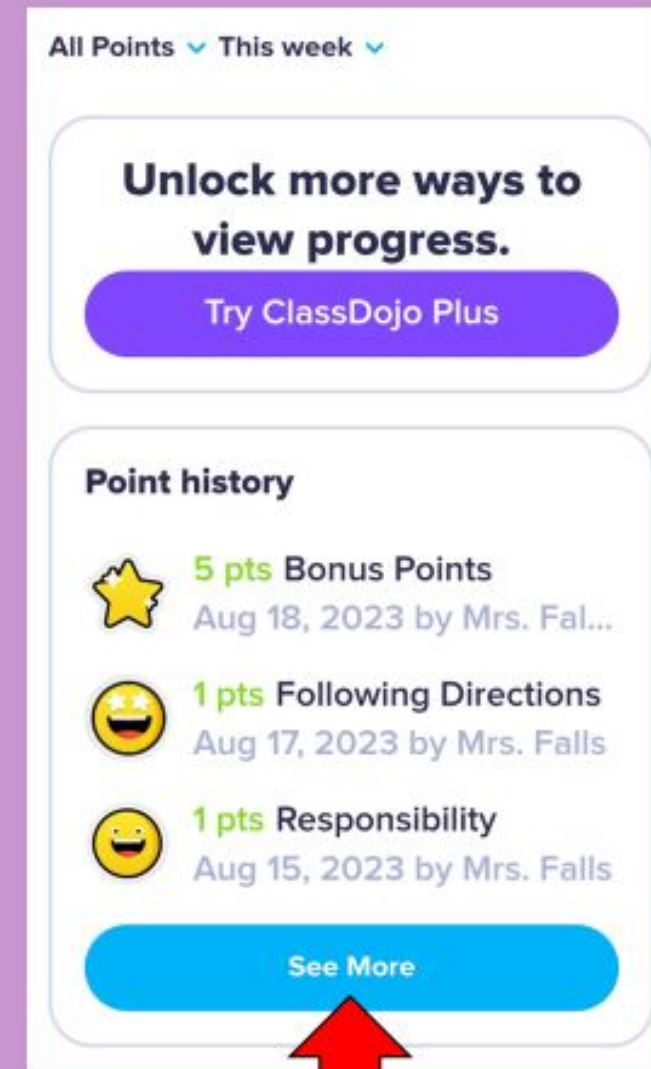 All Points This week
Unlock more ways to
view progress.
Try ClassDojo Plus
Point history
5 pts Bonus Points
Aug 18, 2023 by Mrs. Fal...
1 pts Following Directions
Aug 17, 2023 by Mrs. Falls
1 pts Responsibility
Aug 15, 2023 by Mrs. Falls
See More